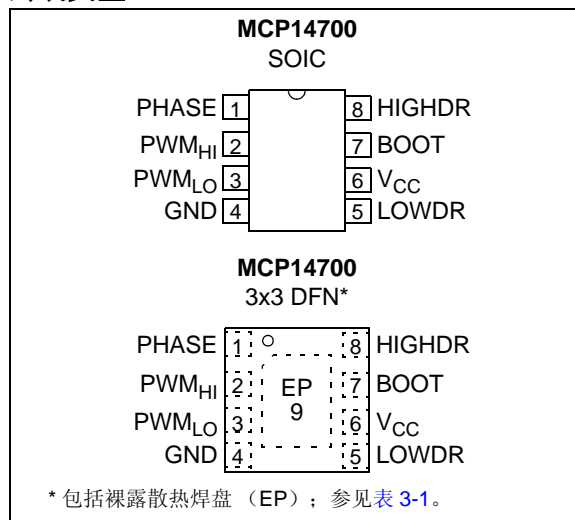 MCP14700
SOIC
PHASE 1 8 HIGHDR
PWMHI 2 7 BOOT
PWMLO 3 6 VCC
GND 4 5 LOWDR
MCP14700
3x3 DFN*
PHASE 1 8 HIGHDR
PWMHI 2 EP 7 BOOT
9
PWMLO 3 6 VCC
GND 4 5 LOWDR
* 包括裸露散热焊盘 （EP）；参见表 3-1。